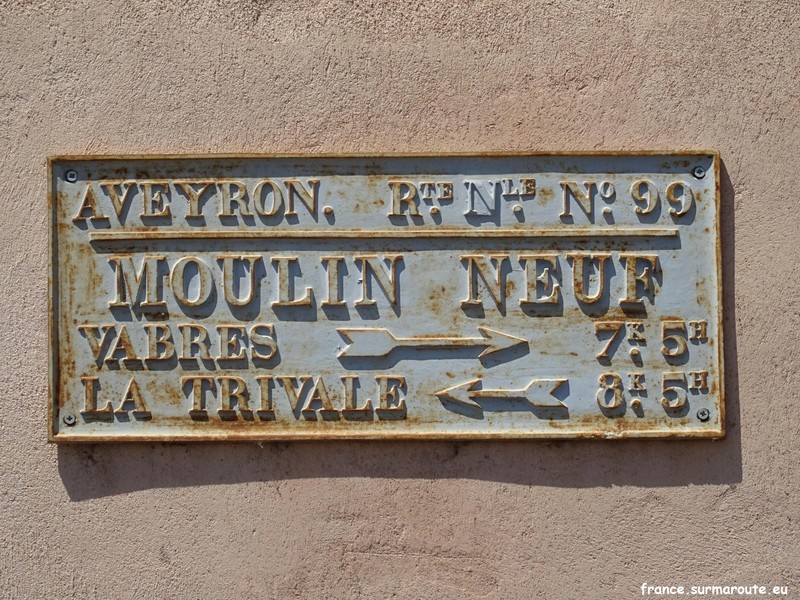 AVEYRON. RTE. NLE. NO. 99
MOULIN NEUF
VABRES 7K. 5H
LA TRIVALE 8K. 5H
france.surmaroute.eu